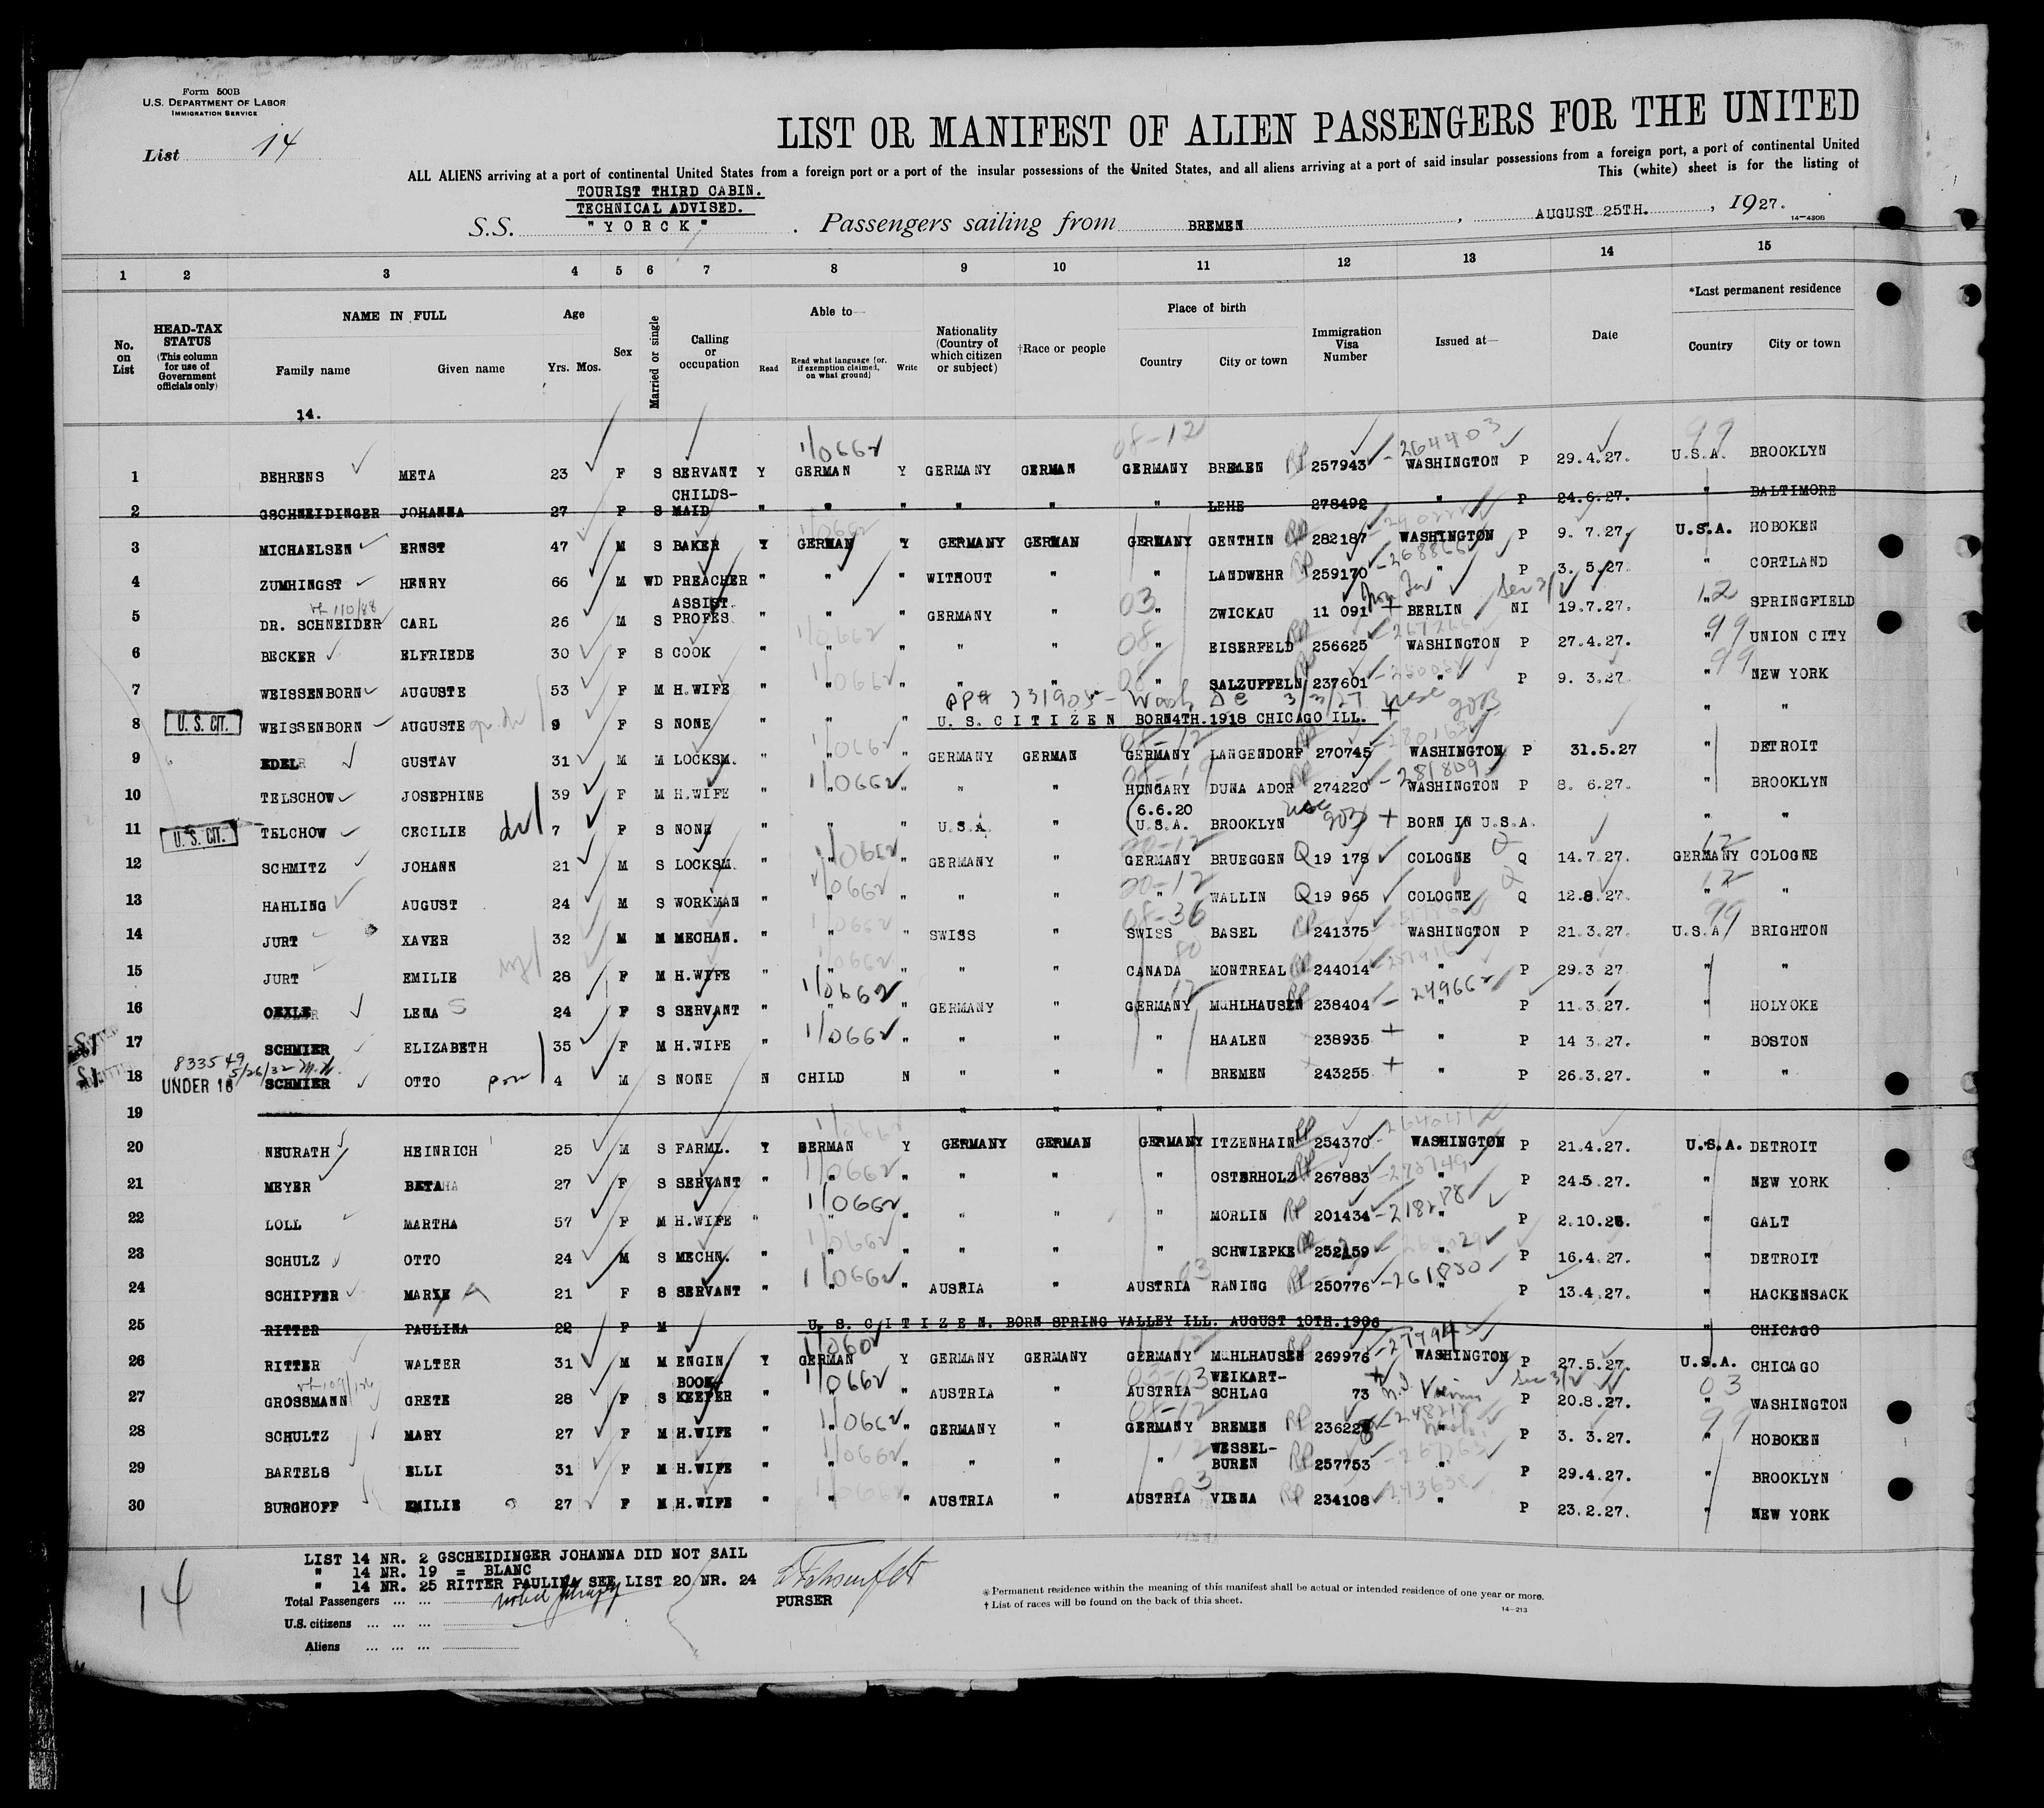 Form 500B
U.S. DEPARTMENT OF LABOR
IMMIGRATION SERVICE
List 14
LIST OR MANIFEST OF ALIEN PASSENGERS FOR THE UNITED
ALL ALIENS arriving at a port of continental United States from a foreign port or a port of the insular possessions of the United States, and all aliens arriving at a port of said insular possessions from a foreign port, a port of continental United
This (white) sheet is for the listing of
TOURIST THIRD CABIN.
TECHNICAL ADVISED.
S.S. "YORCK" . Passengers sailing from BREMEN , AUGUST 25TH. , 1927.
14-430B
1 2 3 4 5 6 7 8 9 10 11 12 13 14 15
No. on List
HEAD-TAX STATUS (This column for use of Government officials only)
NAME IN FULL
Family name Given name
Age
Yrs. Mos.
Sex
Married or single
Calling or occupation
Able to—
Read
Read what language [or, if exemption claimed, on what ground]
Write
Nationality (Country of which citizen or subject)
†Race or people
Place of birth
Country City or town
Immigration Visa Number
Issued at—
Date
*Last permanent residence
Country City or town
14.
1 BEHRENS META 23 F S SERVANT Y GERMAN Y GERMANY GERMAN GERMANY BREMEN 257943 - 264403 WASHINGTON P 29.4.27. U.S.A. BROOKLYN
2 GSCHNEIDINGER JOHANNA 27 F S CHILDS-MAID " " " " " " LEHE 278492 " P 24.6.27. " BALTIMORE
3 MICHAELSEN ERNST 47 M S BAKER Y GERMAN Y GERMANY GERMAN GERMANY GENTHIN 282187 WASHINGTON P 9. 7.27. U.S.A. HOBOKEN
4 ZUMHINGST HENRY 66 M WD PREACHER " " " WITHOUT " " LANDWEHR 259170 " P 3. 5.27. " CORTLAND
5 DR. SCHNEIDER CARL 26 M S ASSIST. PROFES. " " " GERMANY " " ZWICKAU 11 091 BERLIN NI 19.7.27. " SPRINGFIELD
6 BECKER ELFRIEDE 30 F S COOK " " " " " " EISERFELD 256625 WASHINGTON P 27.4.27. " UNION CITY
7 WEISSENBORN AUGUSTE 53 F M H.WIFE " " " " " " SALZUFFELN 237601 " P 9. 3.27. " NEW YORK
8 U. S. CIT. WEISSENBORN AUGUSTE 9 F S NONE " " " U. S. CITIZEN BORN 4TH.1918 CHICAGO ILL. " "
9 EDEL GUSTAV 31 M M LOCKSM. " " " GERMANY GERMAN GERMANY LANGENDORF 270745 WASHINGTON P 31.5.27 " DETROIT
10 TELSCHOW JOSEPHINE 39 F M H.WIFE " " " " " HUNGARY DUNA ADOR 274220 - 281809 WASHINGTON P 8. 6.27. " BROOKLYN
11 U. S. CIT. TELCHOW CECILIE 7 F S NONE " " " U.S.A. " 6.6.20 U.S.A. BROOKLYN BORN IN U.S.A. " "
12 SCHMITZ JOHANN 21 M S LOCKSM. " " " GERMANY " GERMANY BRUEGGEN Q 19 178 COLOGNE Q 14.7.27. GERMANY COLOGNE
13 HAHLING AUGUST 24 M S WORKMAN " " " " " " WALLIN Q 19 965 COLOGNE Q 12.8.27. " "
14 JURT XAVER 32 M M MECHAN. " " " SWISS " SWISS BASEL 241375 WASHINGTON P 21.3.27. U.S.A. BRIGHTON
15 JURT EMILIE 28 F M H.WIFE " " " " " CANADA MONTREAL 244014 " P 29.3 27. " "
16 OEXLE LENA 24 F S SERVANT " " " GERMANY " GERMANY MuHLHAUSEN 238404 - 249662 " P 11.3.27. " HOLYOKE
17 SCHMIER ELIZABETH 35 F M H.WIFE " " " " " " HAALEN 238935 " P 14 3.27. " BOSTON
83354
5/26/32
18 UNDER 16 SCHMIER OTTO 4 M S NONE N CHILD N " " " BREMEN 243255 " P 26.3.27. " "
19 " " "
20 NEURATH HEINRICH 25 M S FARML. Y GERMAN Y GERMANY GERMAN GERMANY ITZENHAIN 254370 WASHINGTON P 21.4.27. U.S.A. DETROIT
21 MEYER BETA 27 F S SERVANT " " " " " " OSTERHOLZ 267883 " P 24.5.27. " NEW YORK
22 LOLL MARTHA 57 F M H.WIFE " " " " " " MORLIN 201434 " P 2.10.26. " GALT
23 SCHULZ OTTO 24 M S MECHN. " " " " " " SCHWIEPKE 252159 " P 16.4.27. " DETROIT
24 SCHIPFER MARIE 21 F S SERVANT " " " AUSRIA " AUSTRIA RANING 250776 - 261880 " P 13.4.27. " HACKENSACK
25 RITTER PAULINA 22 F M U. S. CITIZEN. BORN SPRING VALLEY ILL. AUGUST 10TH.1906 " CHICAGO
26 RITTER WALTER 31 M M ENGIN. Y GERMAN Y GERMANY GERMANY GERMANY MuHLHAUSEN 269976 WASHINGTON P 27.5.27. U.S.A. CHICAGO
27 GROSSMANN GRETE 28 F S BOOK KEEPER " " " AUSTRIA " AUSTRIA WEIKART-SCHLAG 73 P 20.8.27. " WASHINGTON
28 SCHULTZ MARY 27 F M H.WIFE " " " GERMANY " GERMANY BREMEN " P 3. 3.27. " HOBOKEN
29 BARTELS ELLI 31 F M H.WIFE " " " " " " WESSEL-BUREN 257753 " P 29.4.27. " BROOKLYN
30 BURGHOFF EMILIE 27 F M H.WIFE " " " AUSTRIA " AUSTRIA VIENA 234108 " P 23.2.27. " NEW YORK
LIST 14 NR. 2 GSCHEIDINGER JOHANNA DID NOT SAIL
" 14 NR. 19 = BLANC
" 14 NR. 25 RITTER PAULINA SEE LIST 20 NR. 24
Total Passengers
U.S. citizens
Aliens
PURSER
14
* Permanent residence within the meaning of this manifest shall be actual or intended residence of one year or more.
† List of races will be found on the back of this sheet.
14-213